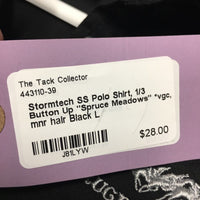 The Tack Collector
443110-39
Stormtech SS Polo Shirt, 1/3
Button Up "Spruce Meadows" *vgc,
mnr hair Black L
$28.00
J81LYW